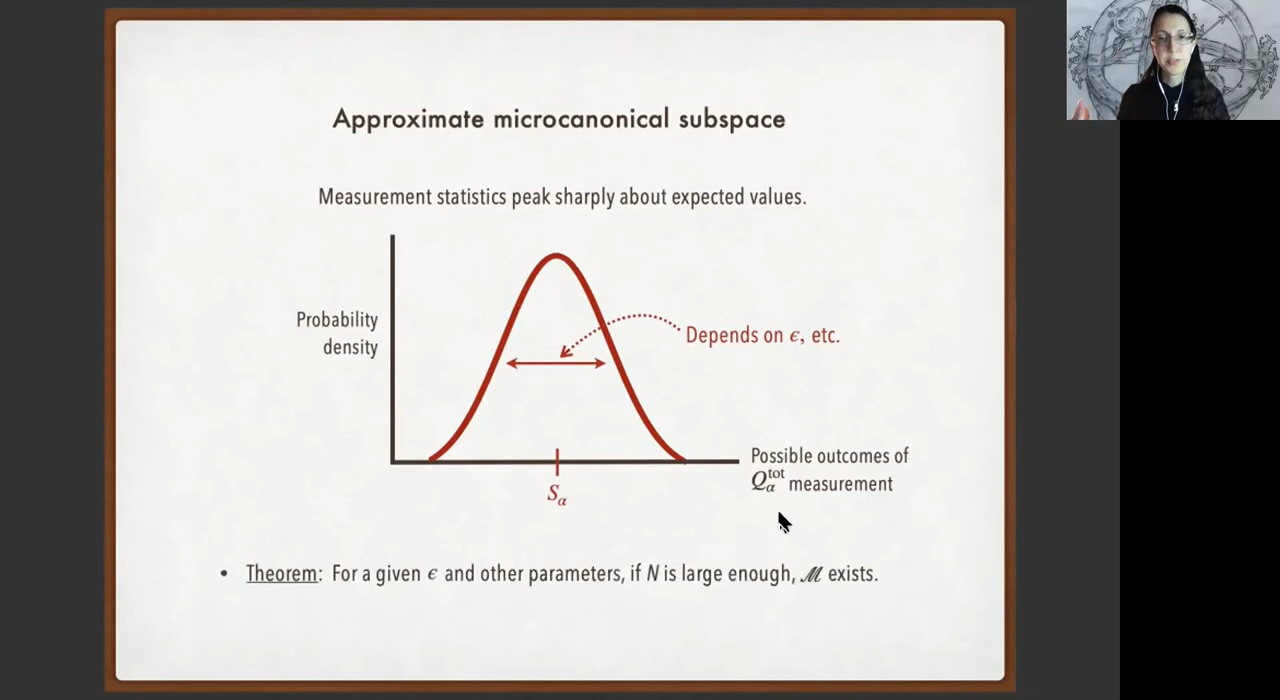 Approximate microcanonical subspace
Measurement statistics peak sharply about expected values.
Probability
density
Depends on ϵ, etc.
Possible outcomes of
Q_α^tot measurement
S_α
• Theorem: For a given ϵ and other parameters, if N is large enough, ℳ exists.